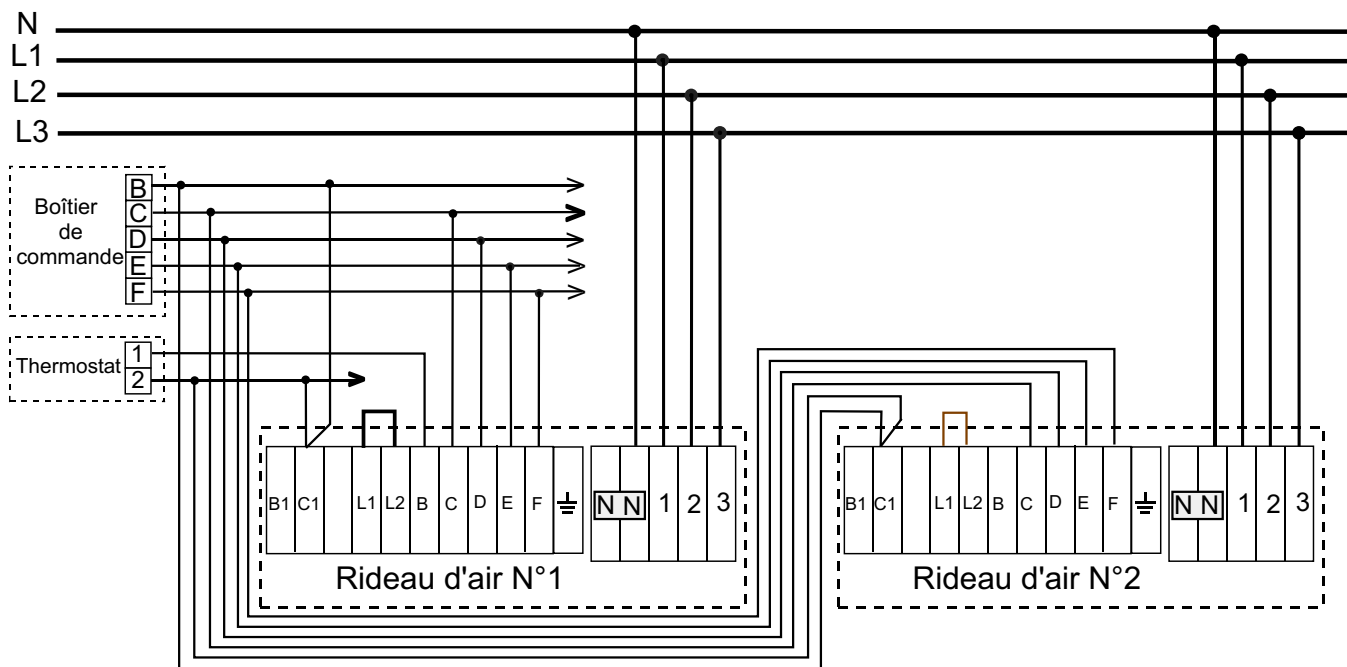 N
L1
L2
L3
Boîtier
de
commande
B
C
D
E
F
Thermostat
1
2
B1 C1 L1 L2 B C D E F N N 1 2 3
Rideau d'air N°1
B1 C1 L1 L2 B C D E F N N 1 2 3
Rideau d'air N°2